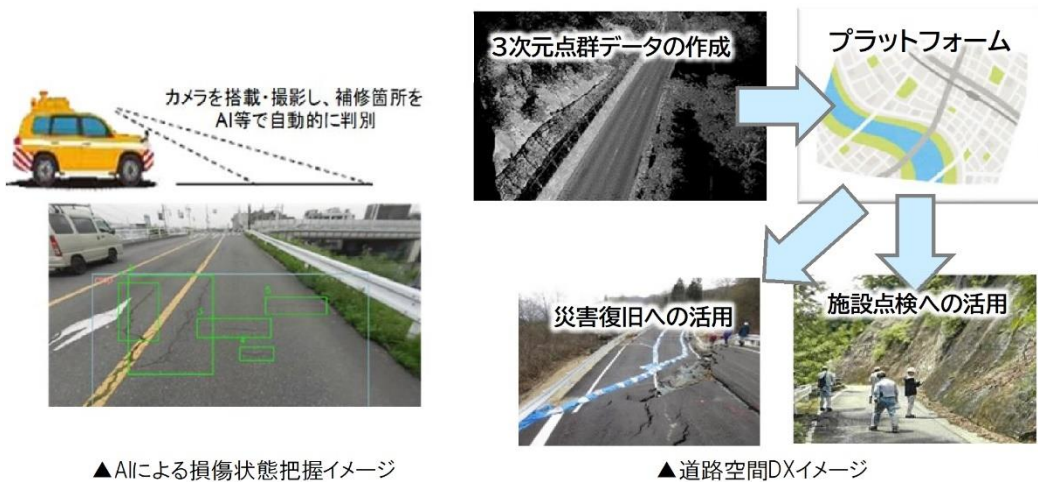 カメラを搭載・撮影し、補修箇所を
AI等で自動的に判別
▲AIによる損傷状態把握イメージ
3次元点群データの作成
プラットフォーム
災害復旧への活用
施設点検への活用
▲道路空間DXイメージ